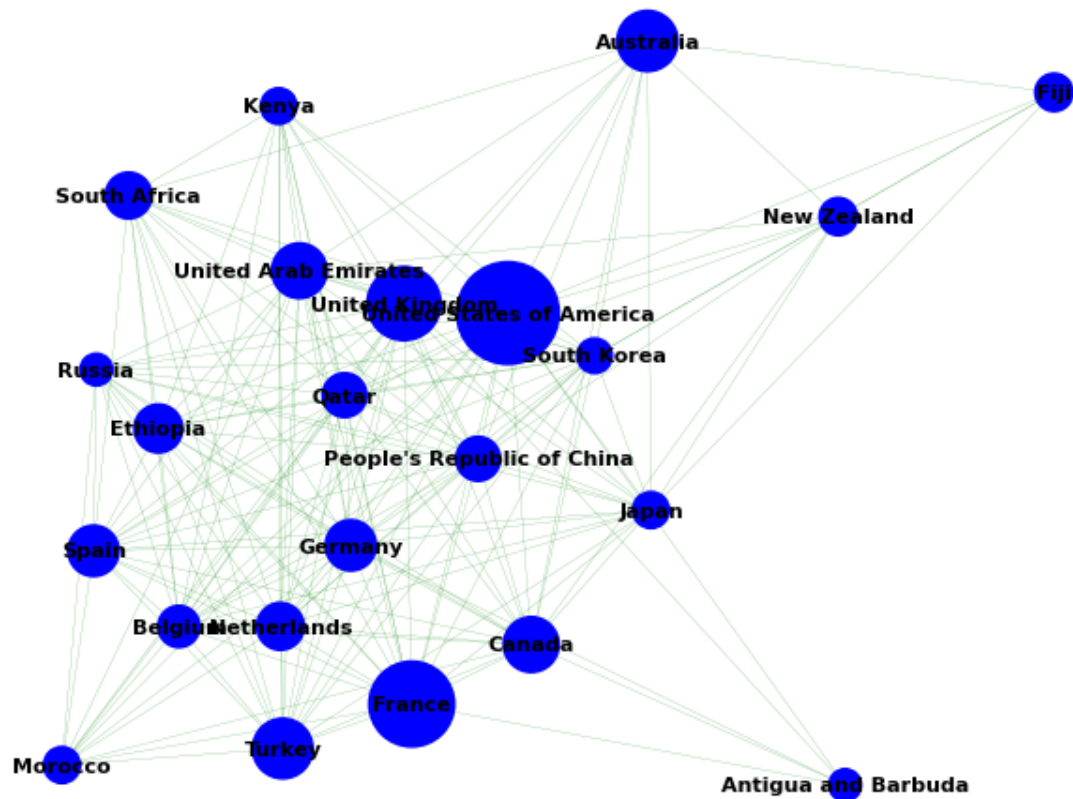 Australia
Fiji
Kenya
South Africa
New Zealand
United Arab Emirates
United Kingdom
United States of America
South Korea
Russia
Qatar
Ethiopia
People's Republic of China
Japan
Spain
Germany
Belgium
Netherlands
Canada
France
Turkey
Morocco
Antigua and Barbuda